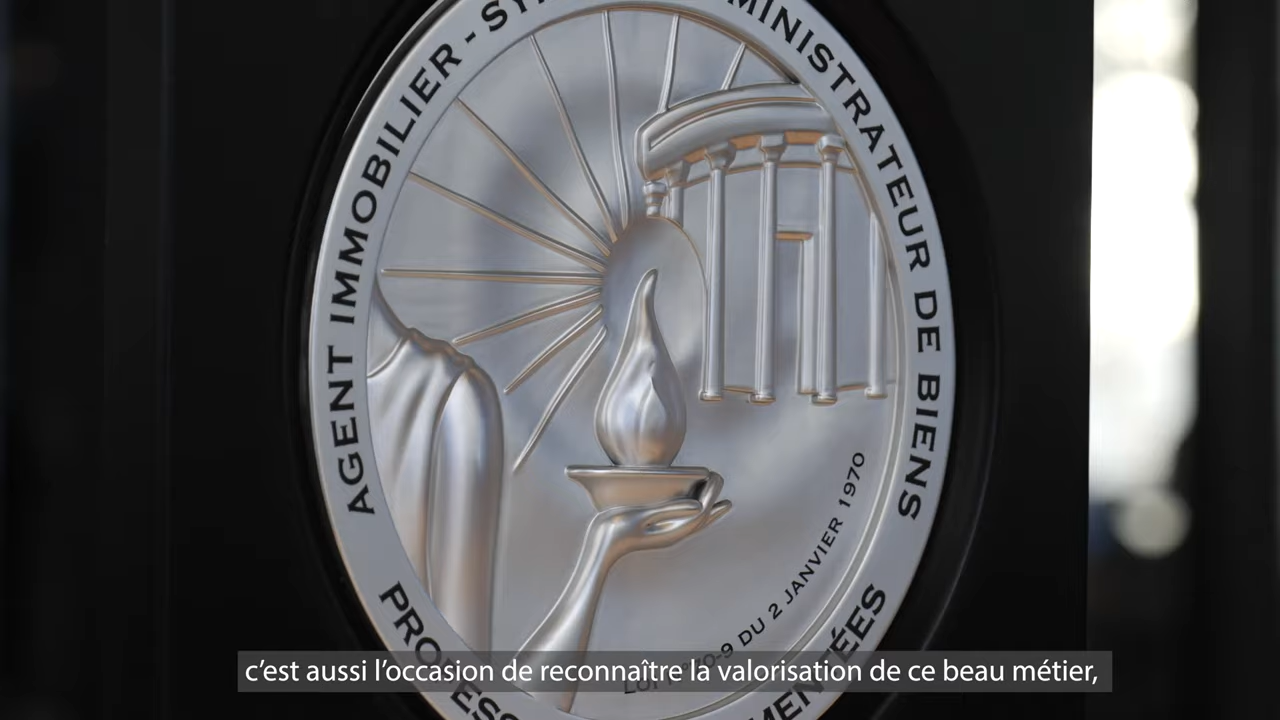 AGENT IMMOBILIER - SY
MINISTRATEUR DE BIENS
DU 2 JANVIER 1970
c’est aussi l’occasion de reconnaître la valorisation de ce beau métier,